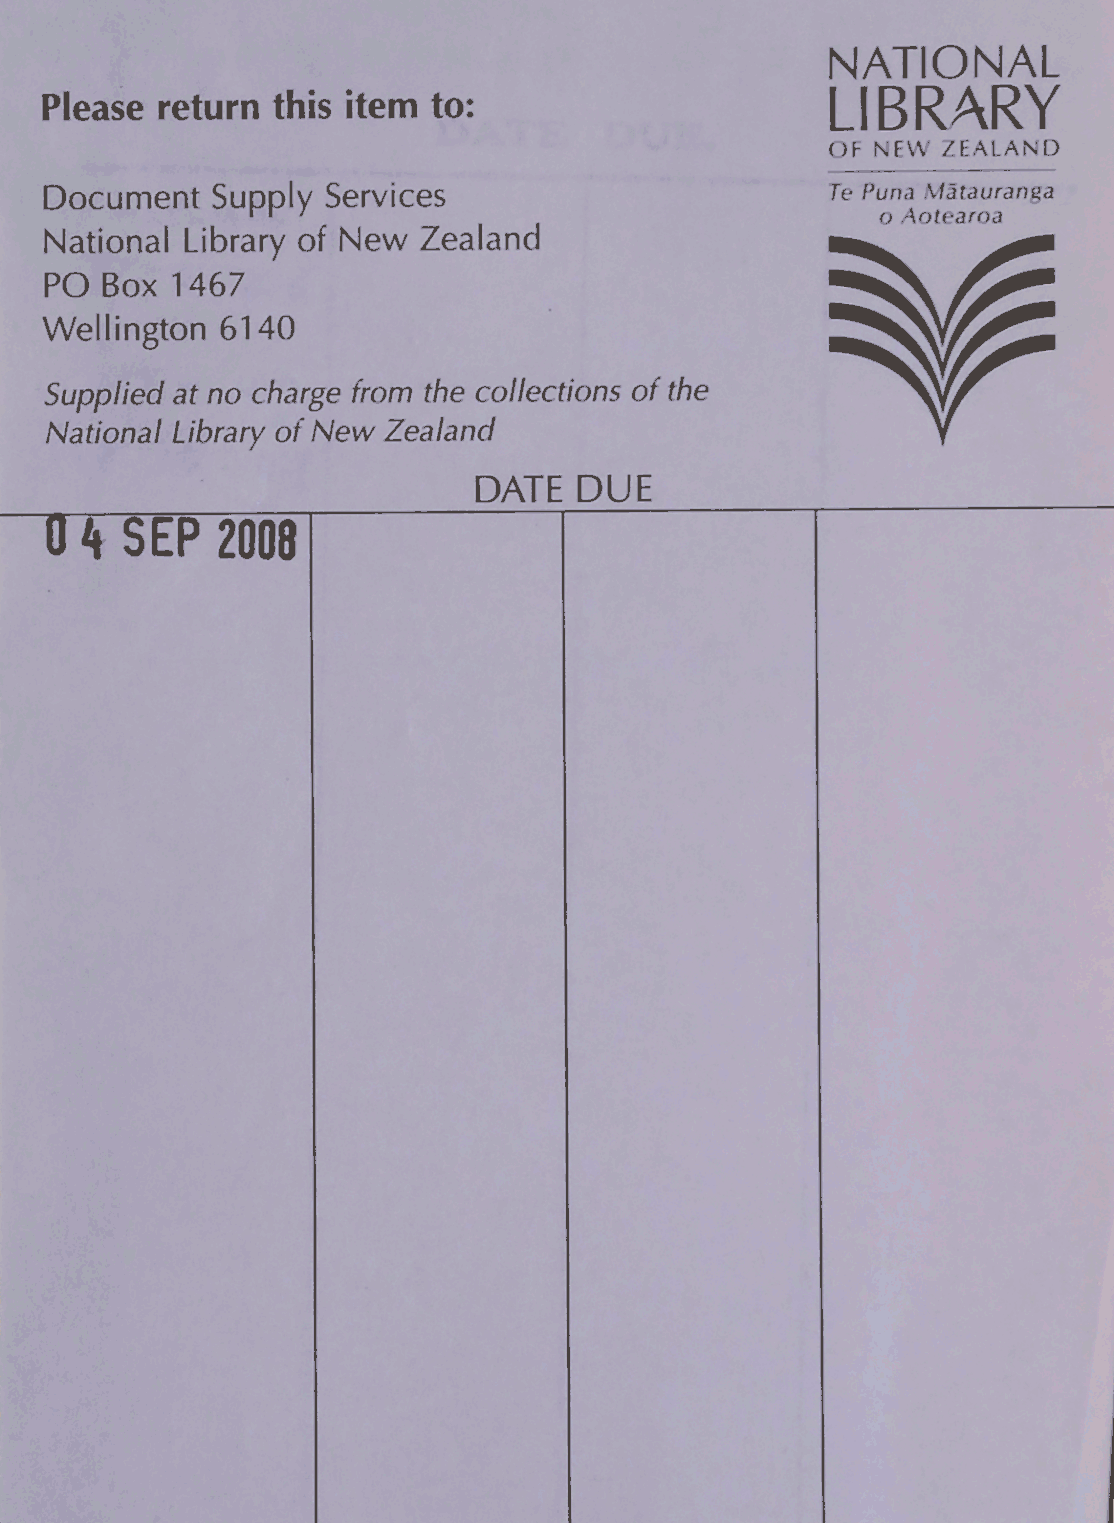 Please return this item to:
Document Supply Services
National Library of New Zealand
PO Box 1467
Wellington 6140
Supplied at no charge from the collections of the
National Library of New Zealand
NATIONAL
LIBRARY
OF NEW ZEALAND
Te Puna Mātauranga
o Aotearoa
DATE DUE
04 SEP 2008
DATE DUE